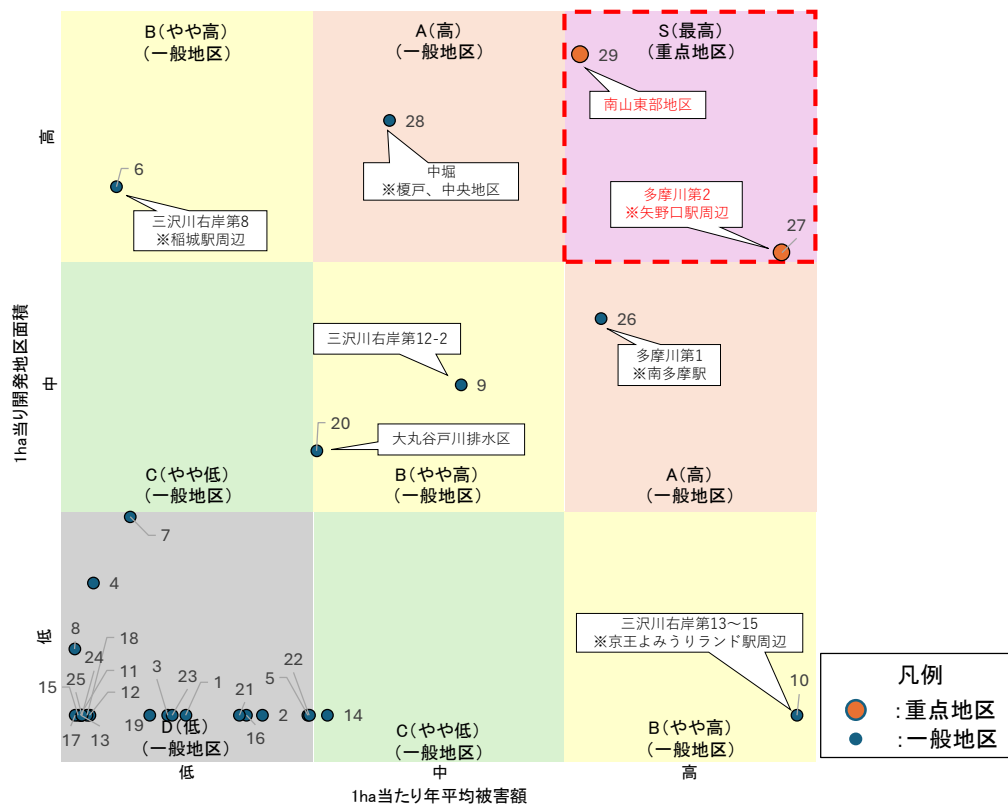 B(やや高)
(一般地区)
A(高)
(一般地区)
S(最高)
(重点地区)
29
南山東部地区
28
中堀
※榎戸、中央地区
高
6
三沢川右岸第8
※稲城駅周辺
多摩川第2
※矢野口駅周辺
27
1ha当り開発地区面積
26
多摩川第1
※南多摩駅
三沢川右岸第12-2
9
中
20
大丸谷戸川排水区
C(やや低)
(一般地区)
B(やや高)
(一般地区)
A(高)
(一般地区)
7
4
低
8
18
24
11
25
12
15
3
23
1
5
22
三沢川右岸第13～15
※京王よみうりランド駅周辺
10
17
13
19
21
16
2
14
D(低)
(一般地区)
C(やや低)
(一般地区)
B(やや高)
(一般地区)
低
中
高
1ha当たり年平均被害額
凡例
:重点地区
:一般地区